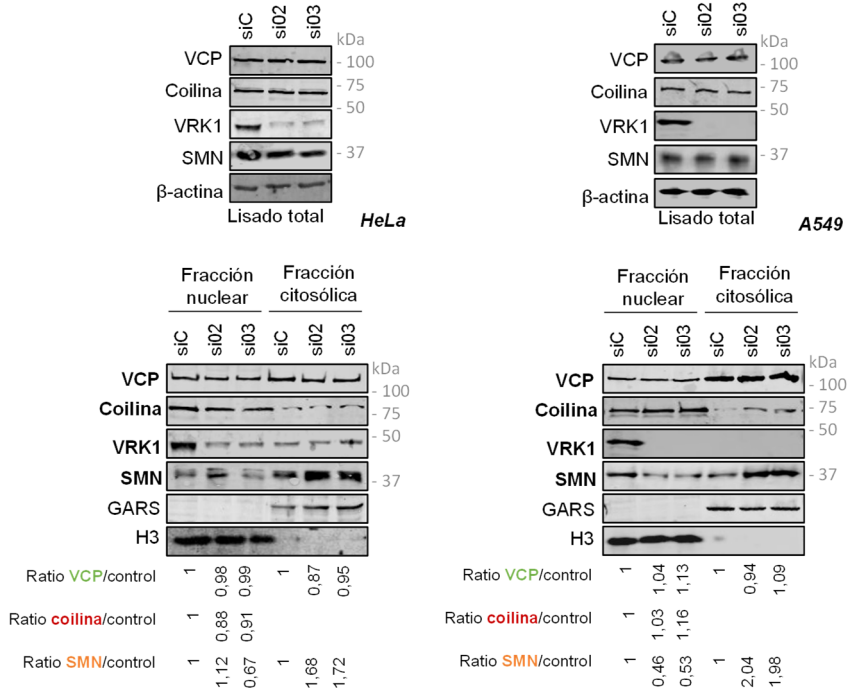 siC si02 si03
kDa
VCP - 100
Coilina - 75
- 50
VRK1
SMN - 37
β-actina
Lisado total HeLa
siC si02 si03
kDa
VCP - 100
Coilina - 75
- 50
VRK1
SMN - 37
β-actina
Lisado total A549
Fracción nuclear Fracción citosólica
siC si02 si03 siC si02 si03
kDa
VCP - 100
Coilina - 75
VRK1 - 50
SMN - 37
GARS
H3
Ratio VCP/control 1 0,98 0,99 1 0,87 0,95
Ratio coilina/control 1 0,88 0,91
Ratio SMN/control 1 1,12 0,67 1 1,68 1,72
Fracción nuclear Fracción citosólica
siC si02 si03 siC si02 si03
kDa
VCP - 100
Coilina - 75
- 50
VRK1
SMN - 37
GARS
H3
Ratio VCP/control 1 1,04 1,13 1 0,94 1,09
Ratio coilina/control 1 1,03 1,16
Ratio SMN/control 1 0,46 0,53 1 2,04 1,98